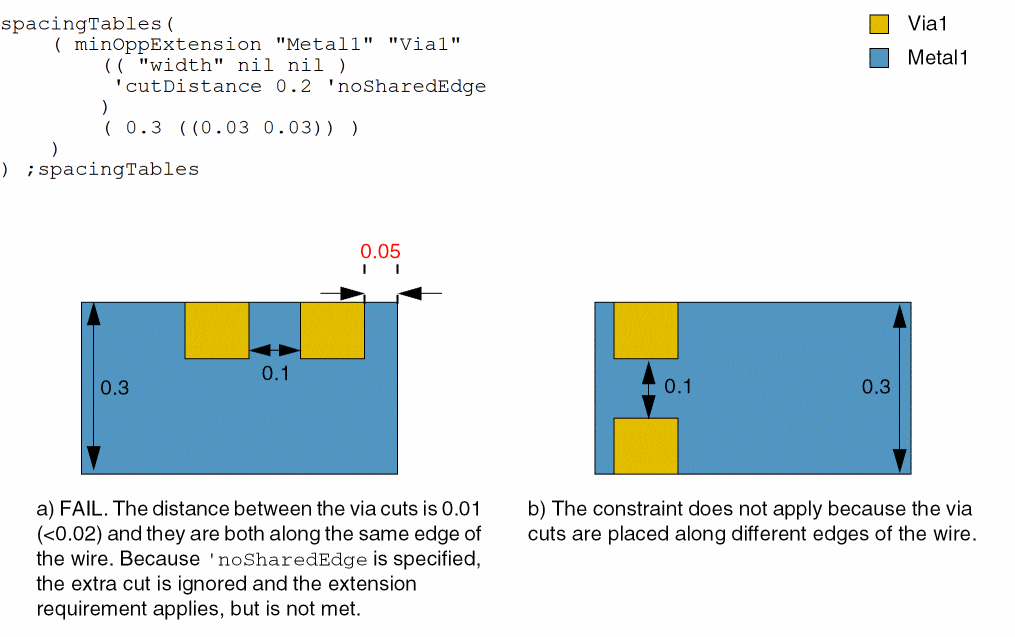 spacingTables(
( minOppExtension "Metal1" "Via1"
(( "width" nil nil )
'cutDistance 0.2 'noSharedEdge
)
( 0.3 ((0.03 0.03)) )
)
) ;spacingTables
Via1
Metal1
0.05
0.1
0.3
0.1
0.3
a) FAIL. The distance between the via cuts is 0.01
(<0.02) and they are both along the same edge of
the wire. Because 'noSharedEdge is specified,
the extra cut is ignored and the extension
requirement applies, but is not met.
b) The constraint does not apply because the via
cuts are placed along different edges of the wire.